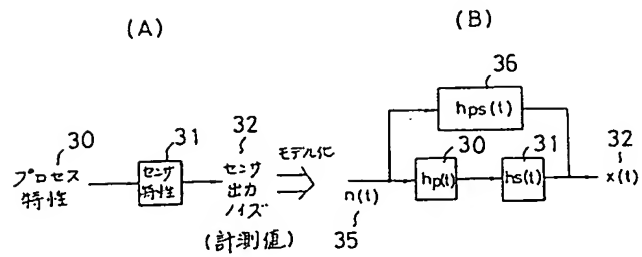 (A)
(B)
30
プロセス
特性
31
センサ
特性
32
センサ
出力
ノイズ
(計測値)
モデル化
36
hps(t)
30
hp(t)
31
hs(t)
32
x(t)
n(t)
35